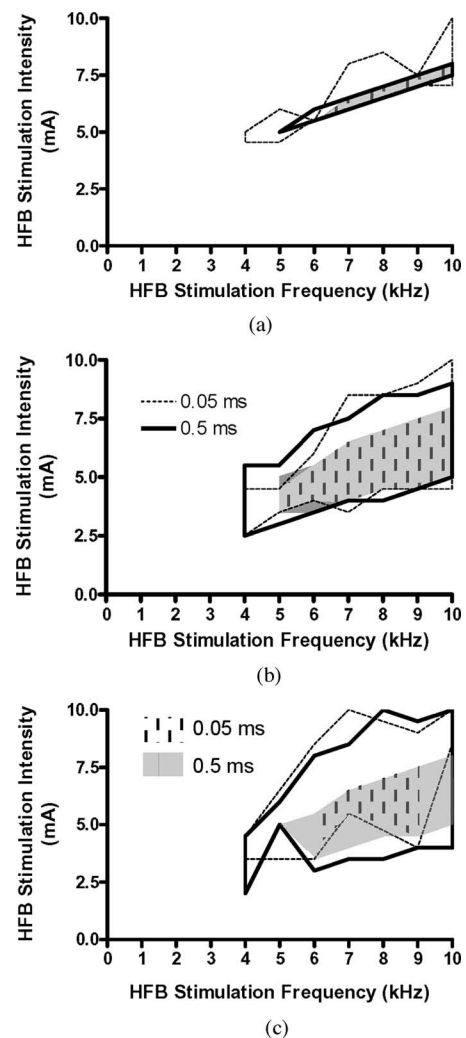 10.0
7.5
5.0
2.5
0.0
HFB Stimulation Intensity
(mA)
0 1 2 3 4 5 6 7 8 9 10
HFB Stimulation Frequency (kHz)
(a)
10.0
7.5
5.0
2.5
0.0
HFB Stimulation Intensity
(mA)
0.05 ms
0.5 ms
0 1 2 3 4 5 6 7 8 9 10
HFB Stimulation Frequency (kHz)
(b)
10.0
7.5
5.0
2.5
0.0
HFB Stimulation Intensity
(mA)
0.05 ms
0.5 ms
0 1 2 3 4 5 6 7 8 9 10
HFB Stimulation Frequency (kHz)
(c)